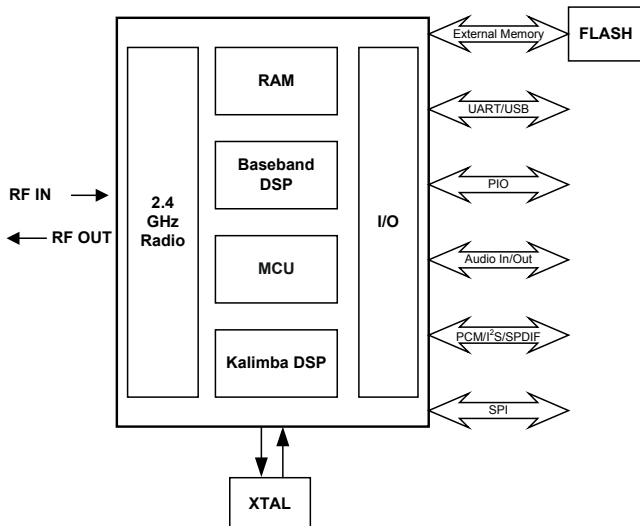 External Memory
FLASH
RAM
UART/USB
Baseband
DSP
2.4
GHz
Radio
I/O
PIO
RF IN
RF OUT
MCU
Audio In/Out
Kalimba DSP
PCM/I²S/SPDIF
SPI
XTAL